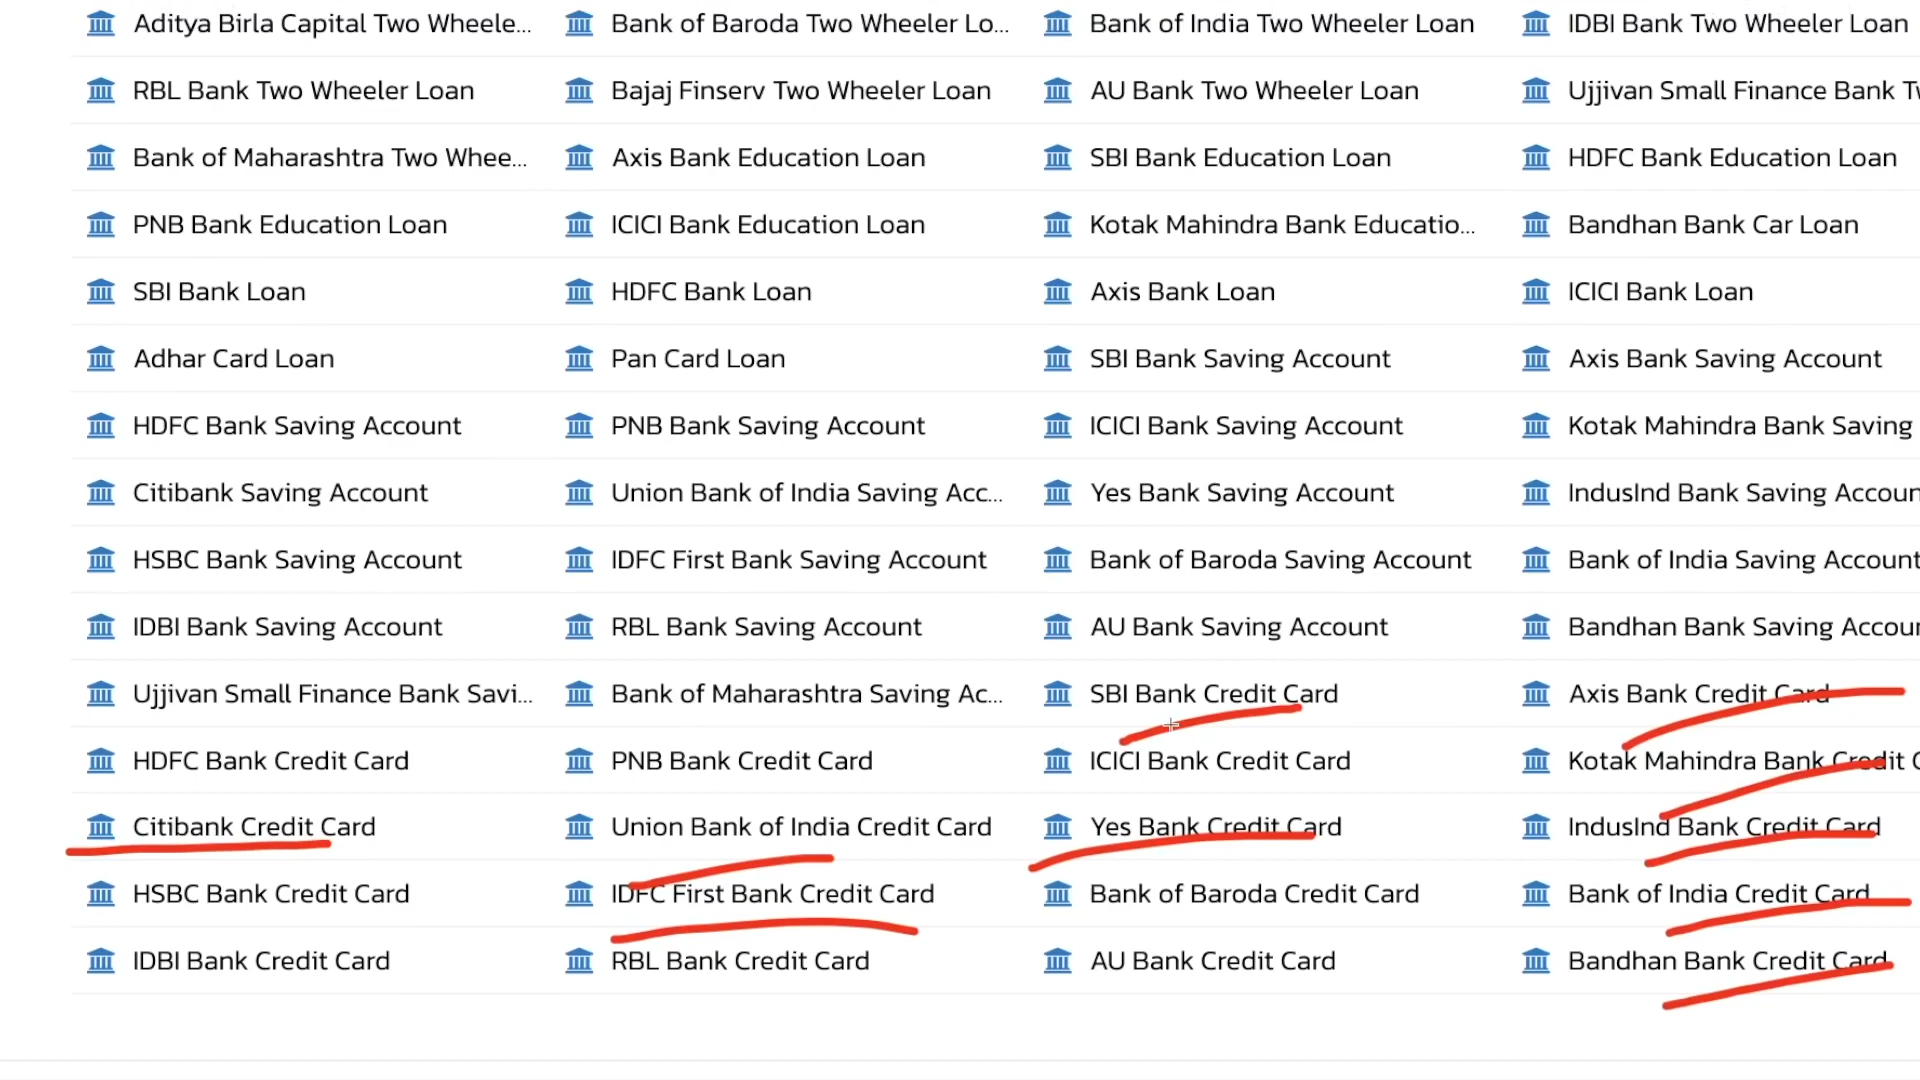 Aditya Birla Capital Two Wheele... Bank of Baroda Two Wheeler Lo... Bank of India Two Wheeler Loan IDBI Bank Two Wheeler Loan
RBL Bank Two Wheeler Loan Bajaj Finserv Two Wheeler Loan AU Bank Two Wheeler Loan Ujjivan Small Finance Bank Tw
Bank of Maharashtra Two Whee... Axis Bank Education Loan SBI Bank Education Loan HDFC Bank Education Loan
PNB Bank Education Loan ICICI Bank Education Loan Kotak Mahindra Bank Educatio... Bandhan Bank Car Loan
SBI Bank Loan HDFC Bank Loan Axis Bank Loan ICICI Bank Loan
Adhar Card Loan Pan Card Loan SBI Bank Saving Account Axis Bank Saving Account
HDFC Bank Saving Account PNB Bank Saving Account ICICI Bank Saving Account Kotak Mahindra Bank Saving
Citibank Saving Account Union Bank of India Saving Acc... Yes Bank Saving Account IndusInd Bank Saving Accoun
HSBC Bank Saving Account IDFC First Bank Saving Account Bank of Baroda Saving Account Bank of India Saving Account
IDBI Bank Saving Account RBL Bank Saving Account AU Bank Saving Account Bandhan Bank Saving Accour
Ujjivan Small Finance Bank Savi... Bank of Maharashtra Saving Ac... SBI Bank Credit Card Axis Bank Credit Card
HDFC Bank Credit Card PNB Bank Credit Card ICICI Bank Credit Card Kotak Mahindra Bank Credit C
Citibank Credit Card Union Bank of India Credit Card Yes Bank Credit Card IndusInd Bank Credit Card
HSBC Bank Credit Card IDFC First Bank Credit Card Bank of Baroda Credit Card Bank of India Credit Card
IDBI Bank Credit Card RBL Bank Credit Card AU Bank Credit Card Bandhan Bank Credit Card